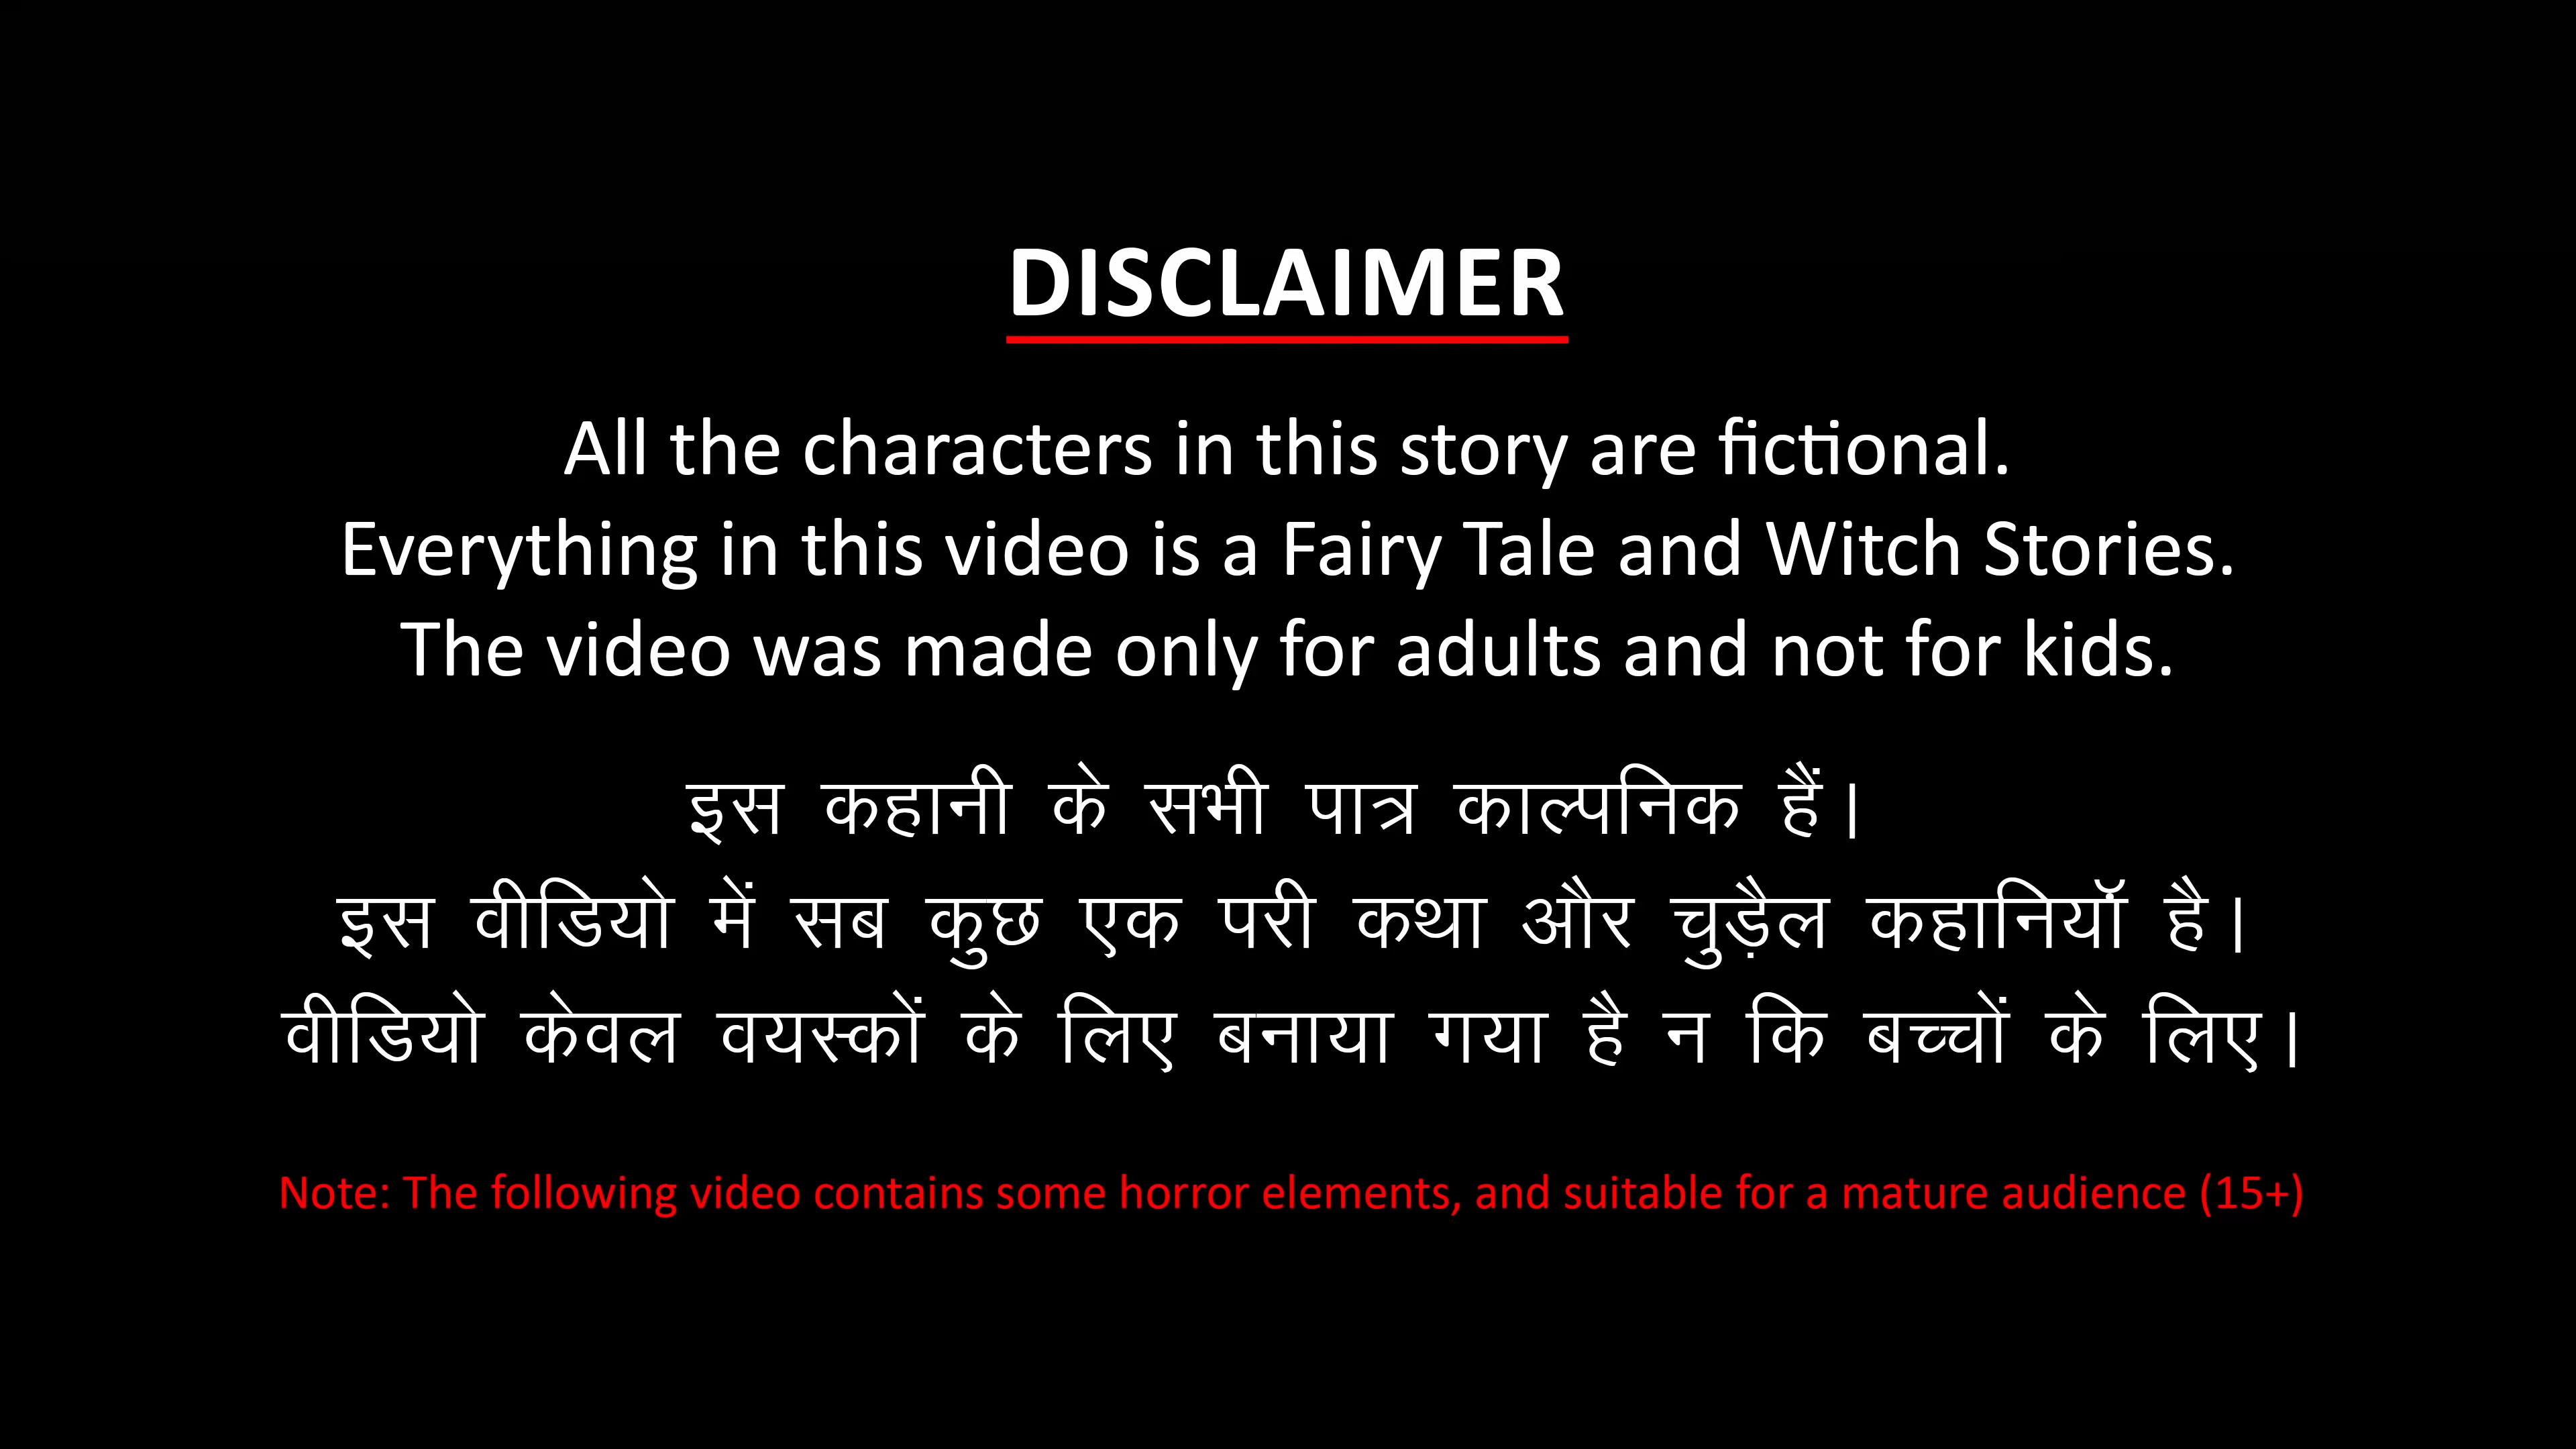 DISCLAIMER
All the characters in this story are fictional.
Everything in this video is a Fairy Tale and Witch Stories.
The video was made only for adults and not for kids.
इस कहानी के सभी पात्र काल्पनिक हैं।
इस वीडियो में सब कुछ एक परी कथा और चुड़ैल कहानियॉ है।
वीडियो केवल वयस्कों के लिए बनाया गया है न कि बच्चों के लिए।
Note: The following video contains some horror elements, and suitable for a mature audience (15+)